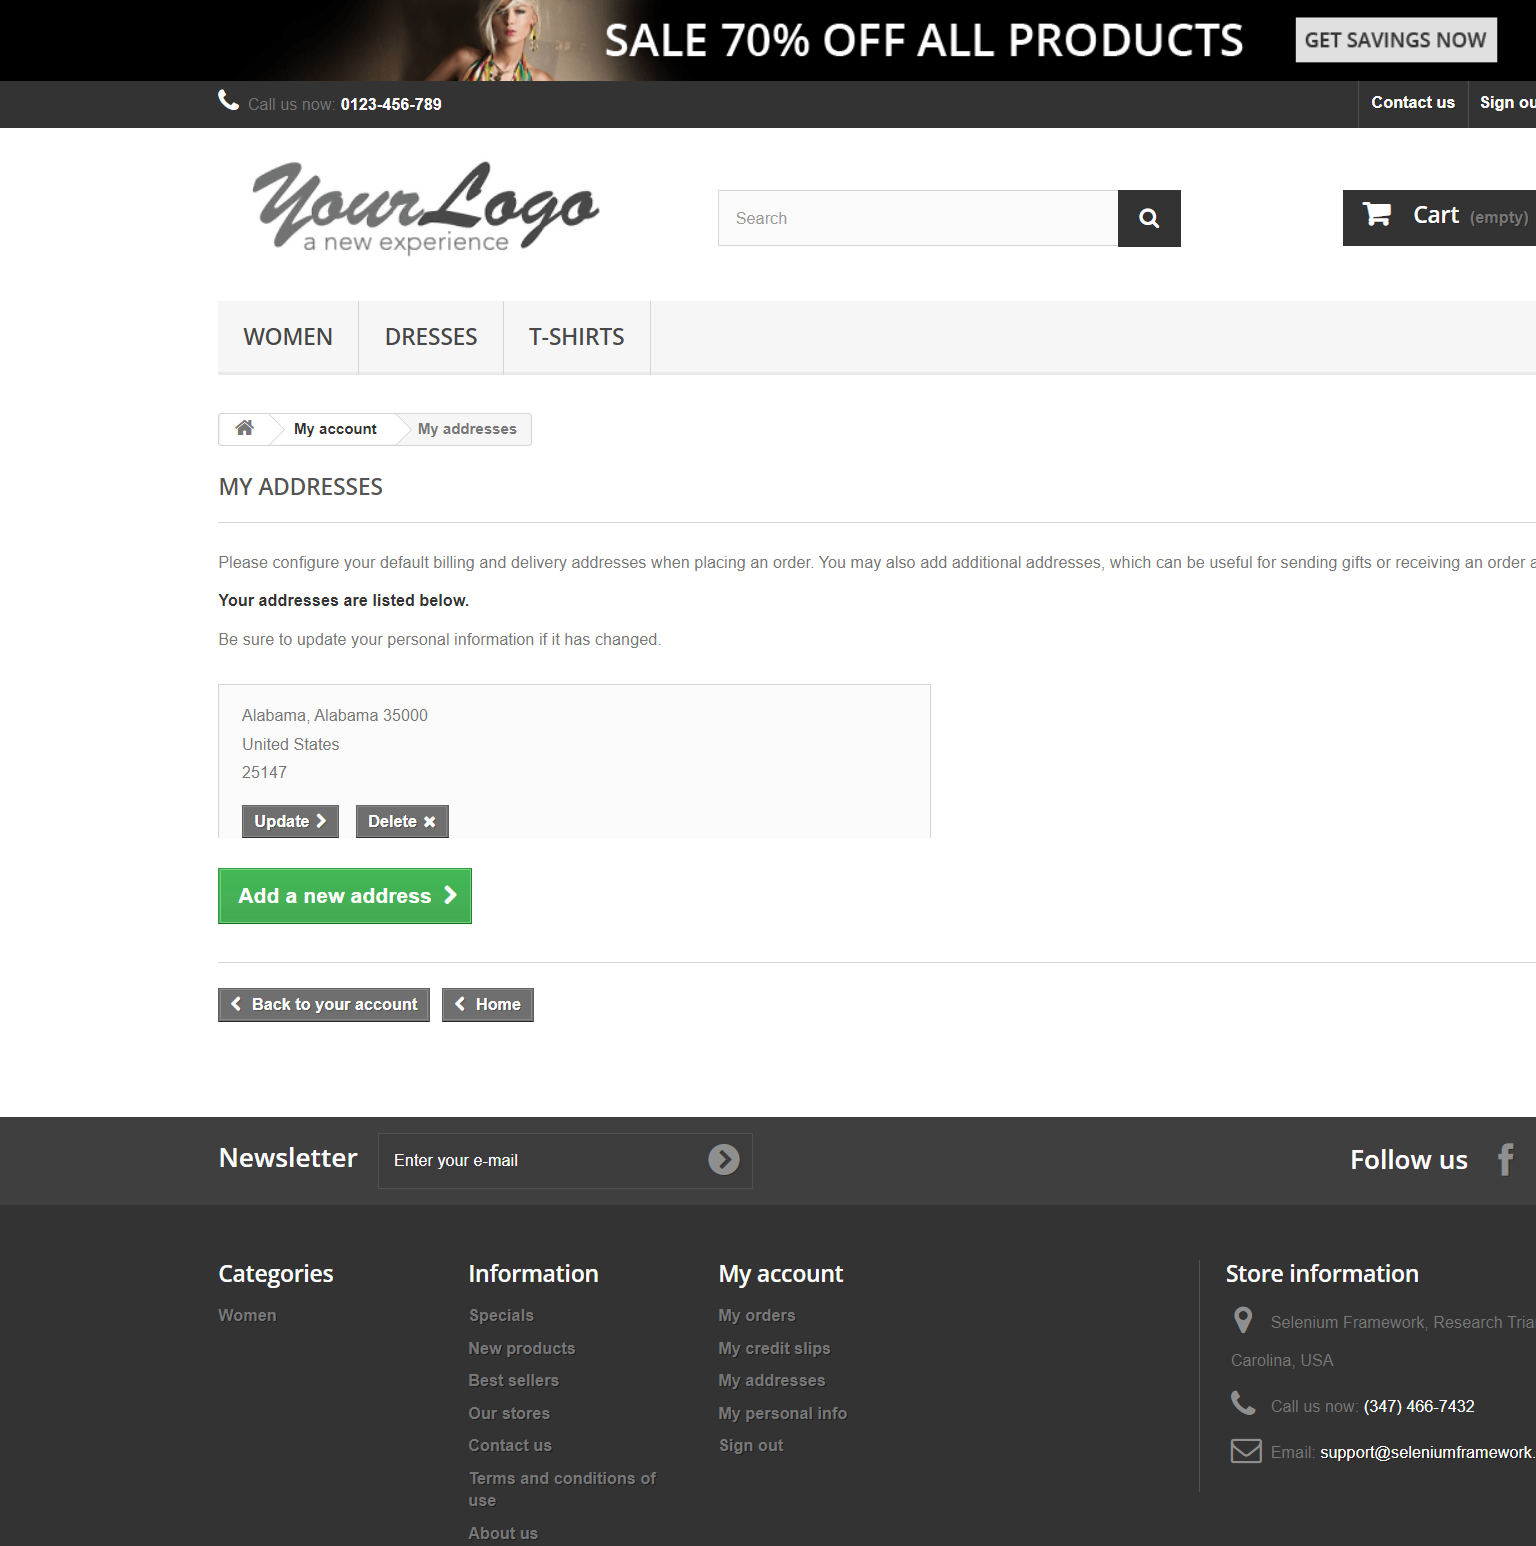 SALE 70% OFF ALL PRODUCTS GET SAVINGS NOW
Call us now: 0123-456-789 Contact us Sign ou
Your Logo
a new experience
Search
Cart (empty)
WOMEN DRESSES T-SHIRTS
My account My addresses
MY ADDRESSES
Please configure your default billing and delivery addresses when placing an order. You may also add additional addresses, which can be useful for sending gifts or receiving an order a
Your addresses are listed below.
Be sure to update your personal information if it has changed.
Alabama, Alabama 35000
United States
25147
Update Delete
Add a new address
Back to your account Home
Newsletter Enter your e-mail Follow us
Categories
Women
Information
Specials
New products
Best sellers
Our stores
Contact us
Terms and conditions of
use
About us
My account
My orders
My credit slips
My addresses
My personal info
Sign out
Store information
Selenium Framework, Research Tria
Carolina, USA
Call us now: (347) 466-7432
Email: support@seleniumframework.